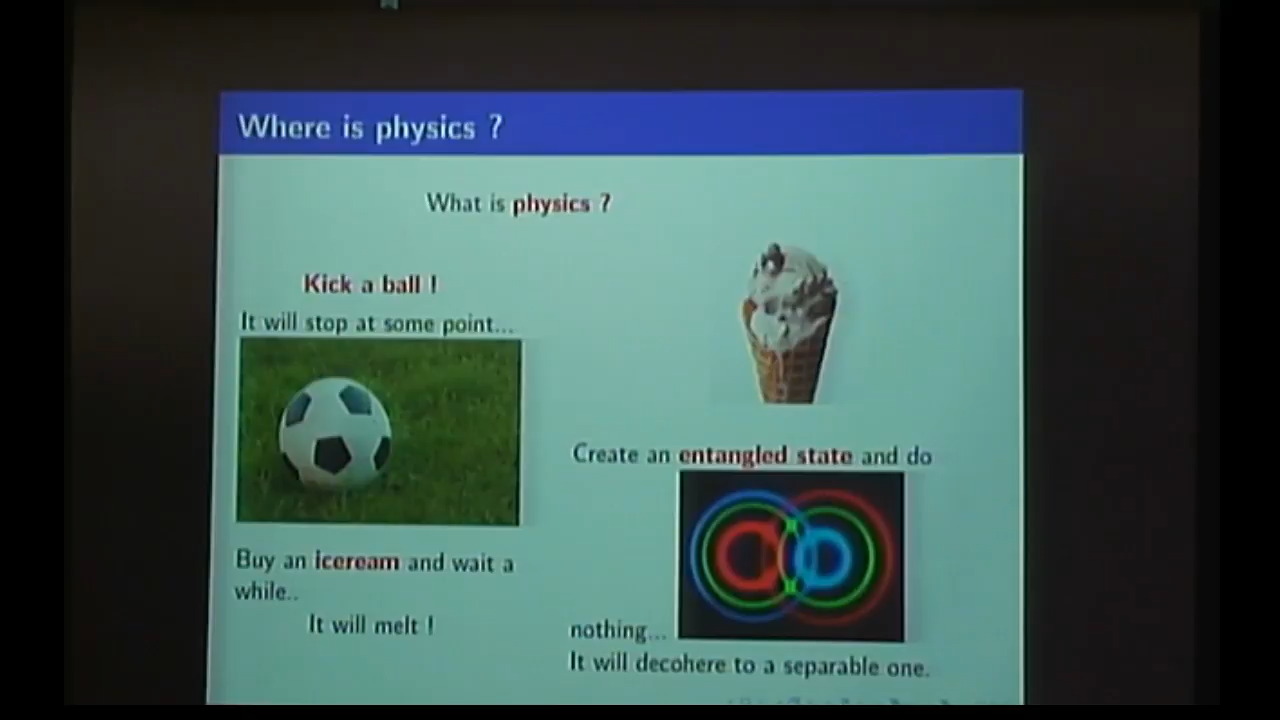 Where is physics ?
What is physics ?
Kick a ball !
It will stop at some point...
Buy an iceream and wait a
while..
It will melt !
Create an entangled state and do
nothing...
It will decohere to a separable one.